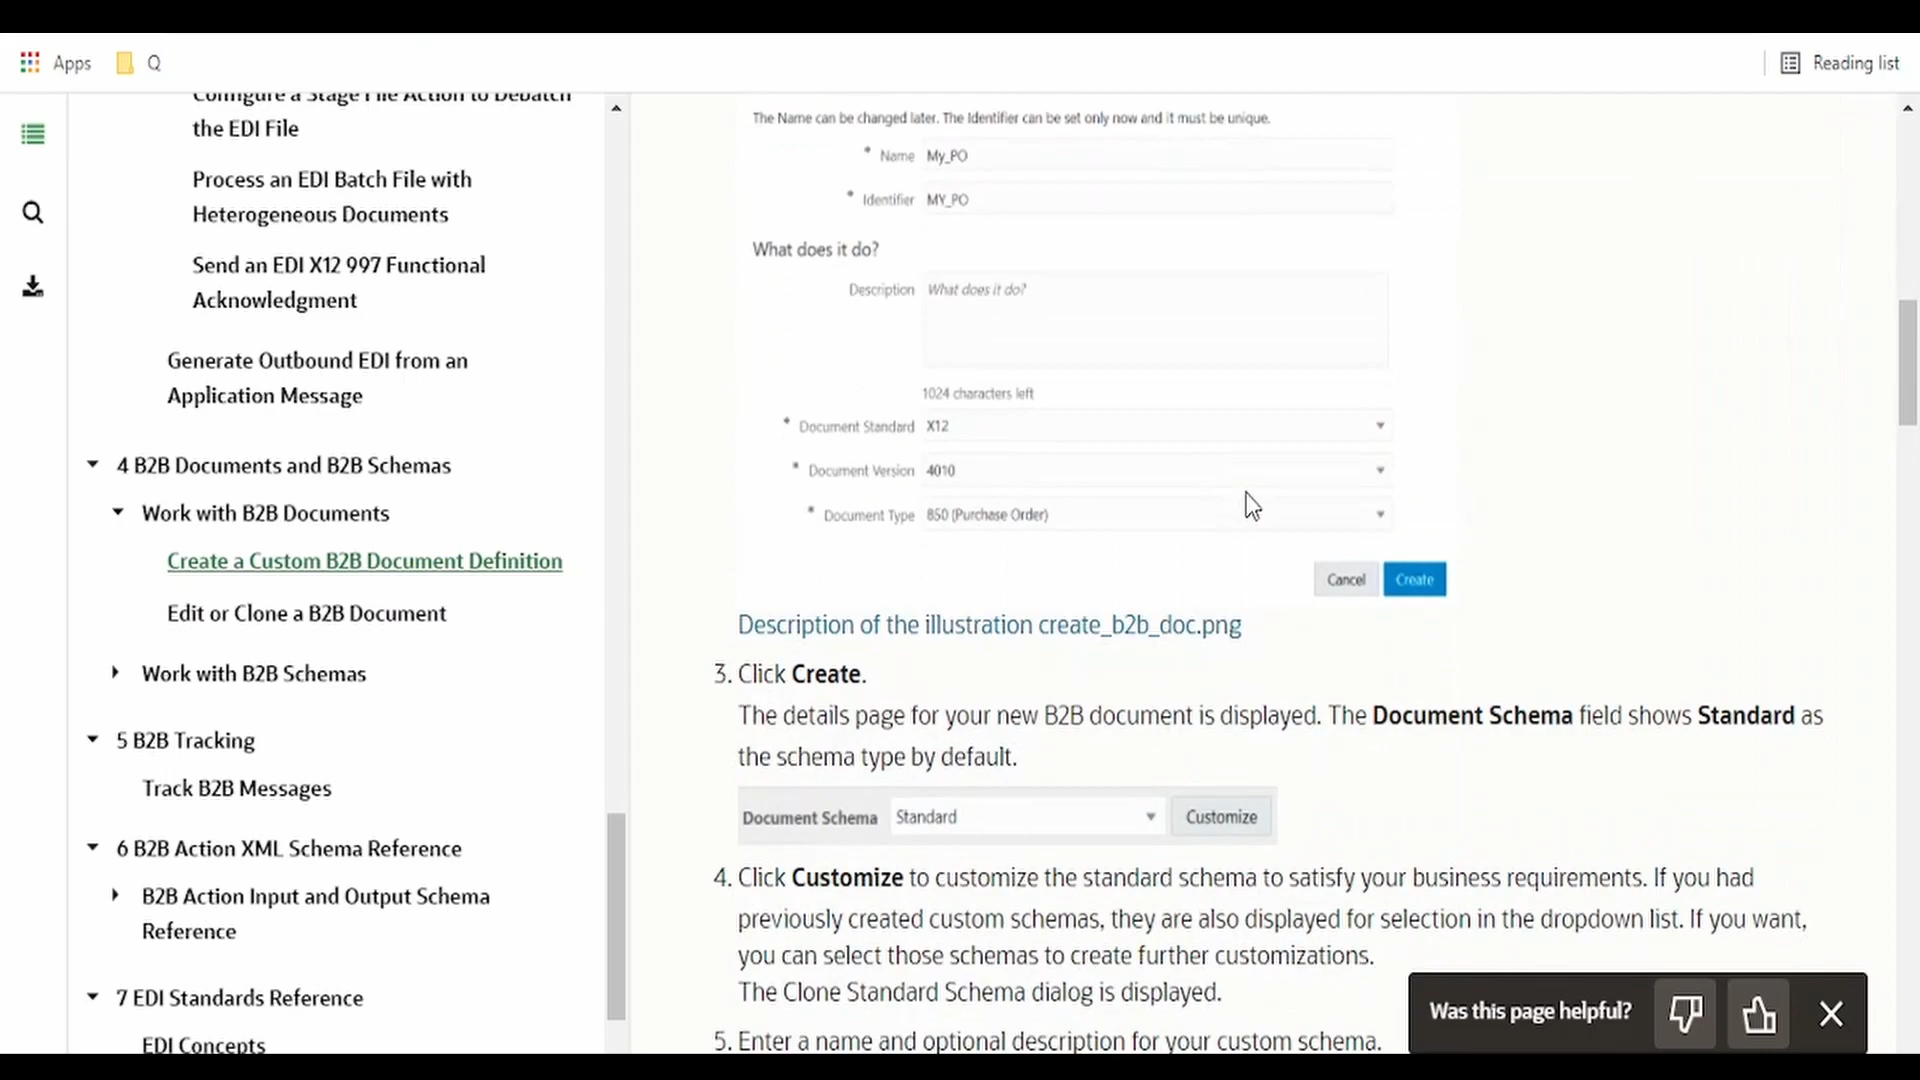 Apps
Q
Reading list
Configure a Stage File Action to Debatch
the EDI File
Process an EDI Batch File with
Heterogeneous Documents
Send an EDI X12 997 Functional
Acknowledgment
Generate Outbound EDI from an
Application Message
4 B2B Documents and B2B Schemas
Work with B2B Documents
Create a Custom B2B Document Definition
Edit or Clone a B2B Document
Work with B2B Schemas
5 B2B Tracking
Track B2B Messages
6 B2B Action XML Schema Reference
B2B Action Input and Output Schema
Reference
7 EDI Standards Reference
EDI Concepts
The Name can be changed later. The Identifier can be set only now and it must be unique.
* Name My_PO
* Identifier MY_PO
What does it do?
Description What does it do?
1024 characters left
* Document Standard X12
* Document Version 4010
* Document Type 850 (Purchase Order)
Cancel Create
Description of the illustration create_b2b_doc.png
3. Click Create.
The details page for your new B2B document is displayed. The Document Schema field shows Standard as
the schema type by default.
Document Schema Standard Customize
4. Click Customize to customize the standard schema to satisfy your business requirements. If you had
previously created custom schemas, they are also displayed for selection in the dropdown list. If you want,
you can select those schemas to create further customizations.
The Clone Standard Schema dialog is displayed.
5. Enter a name and optional description for your custom schema.
Was this page helpful?